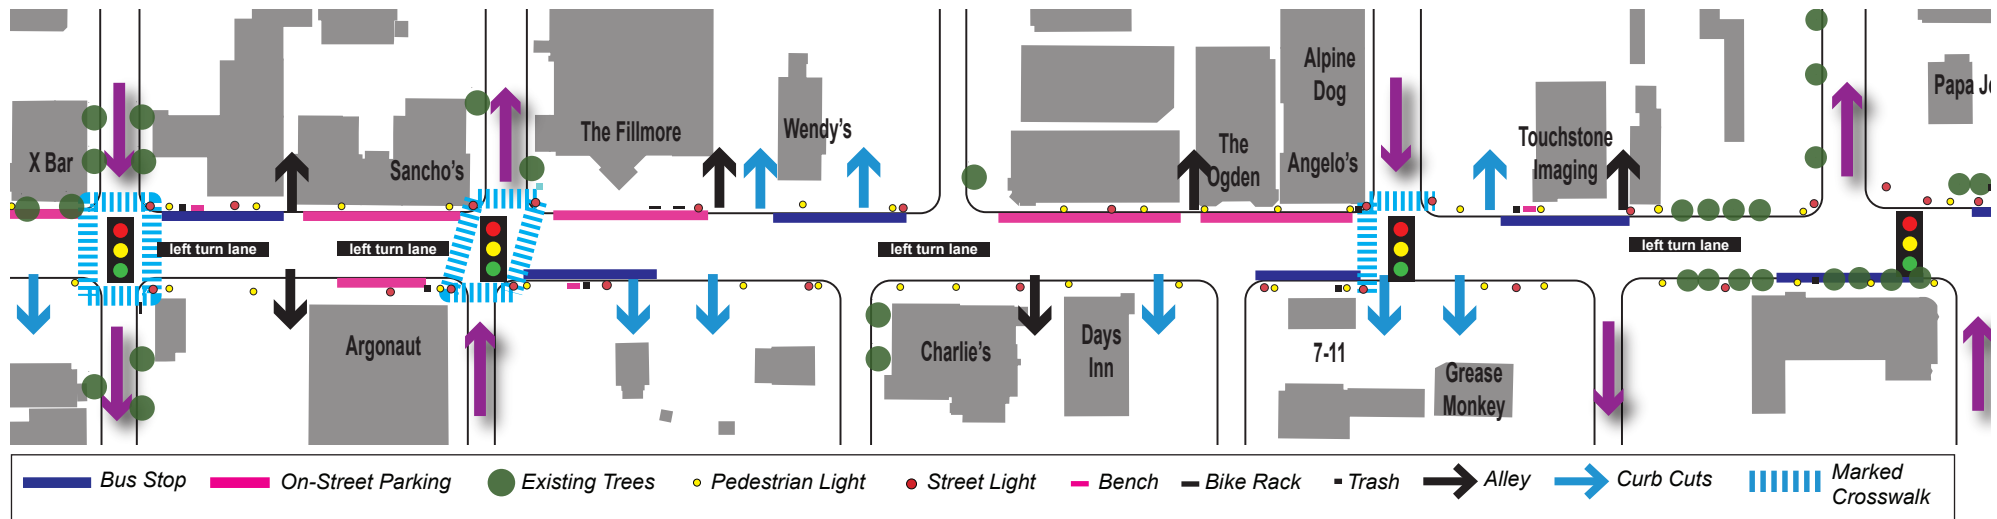 Alpine
Dog
Papa Jo
X Bar
Sancho's
The Fillmore
Wendy's
The
Ogden
Angelo's
Touchstone
Imaging
left turn lane
left turn lane
left turn lane
left turn lane
Argonaut
Charlie's
Days
Inn
7-11
Grease
Monkey
Bus Stop
On-Street Parking
Existing Trees
Pedestrian Light
Street Light
Bench
Bike Rack
Trash
Alley
Curb Cuts
Marked
Crosswalk